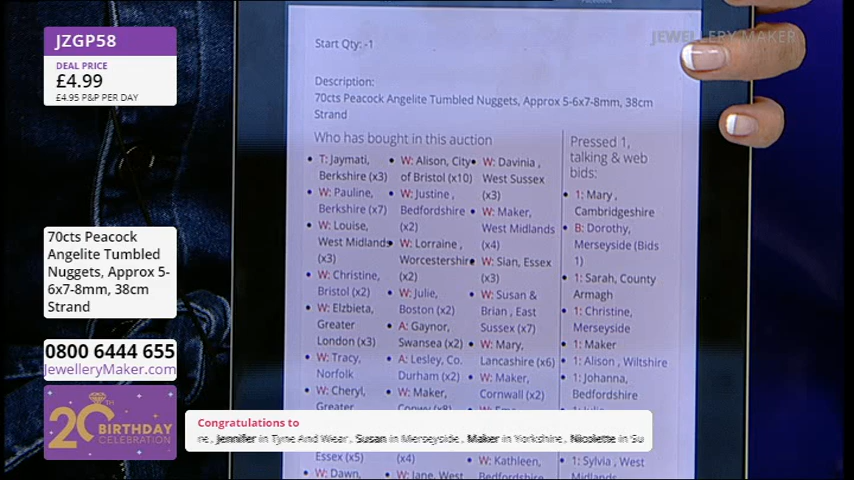 JZGP58
DEAL PRICE
£4.99
£4.95 P&P PER DAY
70cts Peacock
Angelite Tumbled
Nuggets, Approx 5-
6x7-8mm, 38cm
Strand
0800 6444 655
JewelleryMaker.com
20TH
BIRTHDAY
CELEBRATION
JEWELLERY MAKER
Start Qty: -1
Description:
70cts Peacock Angelite Tumbled Nuggets, Approx 5-6x7-8mm, 38cm
Strand
Who has bought in this auction
• T: Jaymati,
Berkshire (x3)
• W: Pauline,
Berkshire (x7)
• W: Louise,
West Midlands
(x3)
• W: Christine,
Bristol (x2)
• W: Elzbieta,
Greater
London (x3)
• W: Tracy,
Norfolk
• W: Cheryl,
Greater
Essex (x5)
• W: Dawn,
• W: Alison, City
of Bristol (x10)
• W: Justine ,
Bedfordshire
(x2)
• W: Lorraine ,
Worcestershire
(x2)
• W: Julie,
Boston (x2)
• A: Gaynor,
Swansea (x2)
• A: Lesley, Co.
Durham (x2)
• W: Maker,
(x4)
• W: Jane, West
• W: Davinia ,
West Sussex
(x3)
• W: Maker,
West Midlands
(x4)
• W: Sian, Essex
(x3)
• W: Susan &
Brian , East
Sussex (x7)
• W: Mary,
Lancashire (x6)
• W: Maker,
Cornwall (x2)
• W: Kathleen,
Bedfordshire
Pressed 1,
talking & web
bids:
• 1: Mary ,
Cambridgeshire
• B: Dorothy,
Merseyside (Bids
1)
• 1: Sarah, County
Armagh
• 1: Christine,
Merseyside
• 1: Maker
• 1: Alison , Wiltshire
• 1: Johanna,
Bedfordshire
• 1: Sylvia , West
Midlands
Congratulations to
re , Jennifer in Tyne And Wear , Susan in Merseyside , Maker in Yorkshire , Nicolette in Su